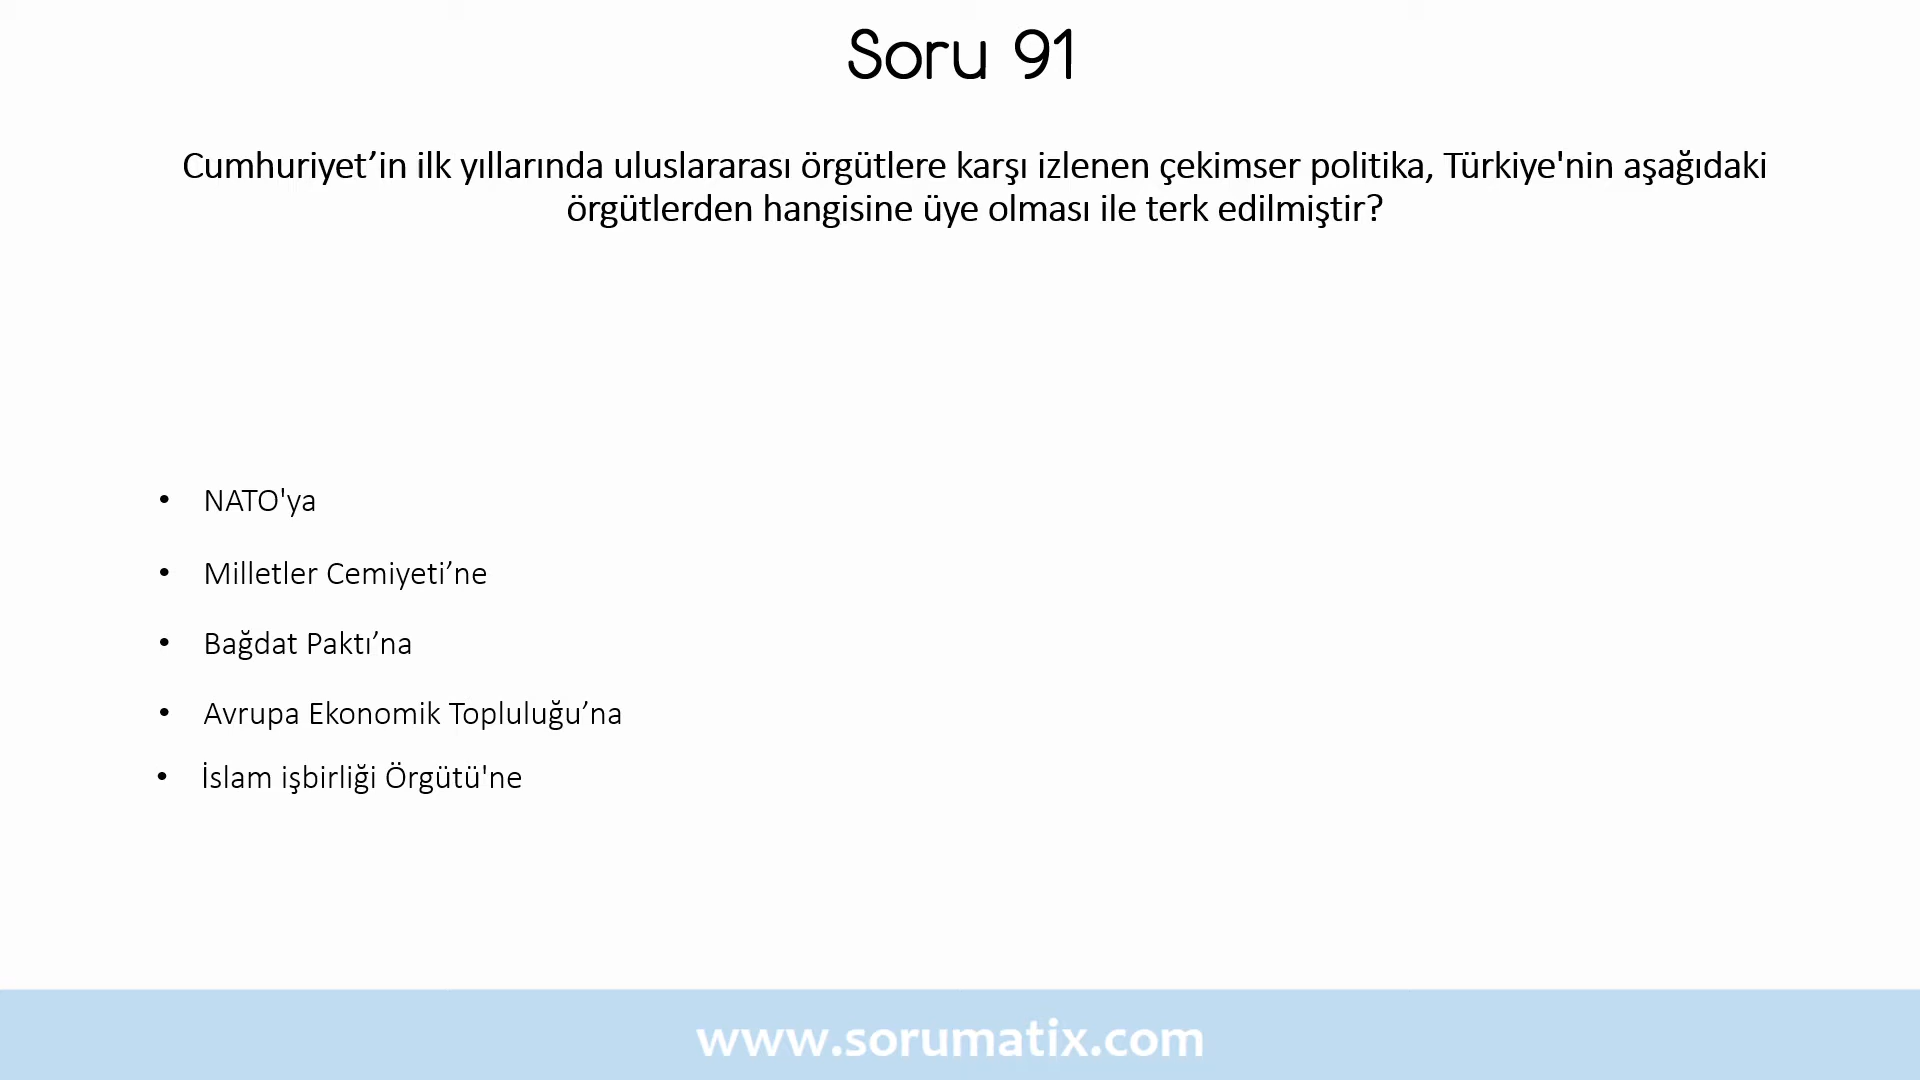 Soru 91
Cumhuriyet’in ilk yıllarında uluslararası örgütlere karşı izlenen çekimser politika, Türkiye'nin aşağıdaki
örgütlerden hangisine üye olması ile terk edilmiştir?
• NATO'ya
• Milletler Cemiyeti’ne
• Bağdat Paktı’na
• Avrupa Ekonomik Topluluğu’na
• İslam işbirliği Örgütü'ne
www.sorumatix.com